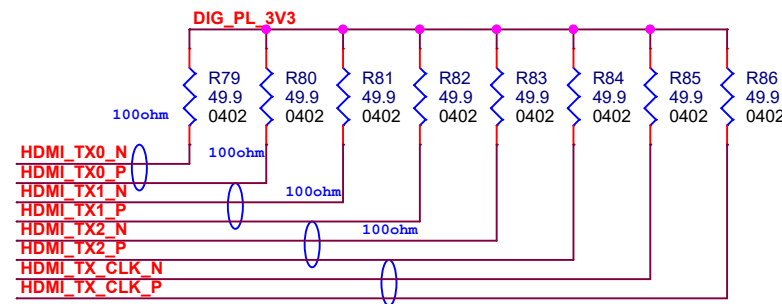 DIG_PL_3V3
R79 R80 R81 R82 R83 R84 R85 R86
49.9 49.9 49.9 49.9 49.9 49.9 49.9 49.9
100ohm 0402 0402 0402 0402 0402 0402 0402 0402
HDMI_TX0_N 100ohm
HDMI_TX0_P
HDMI_TX1_N 100ohm
HDMI_TX1_P
HDMI_TX2_N 100ohm
HDMI_TX2_P
HDMI_TX_CLK_N
HDMI_TX_CLK_P